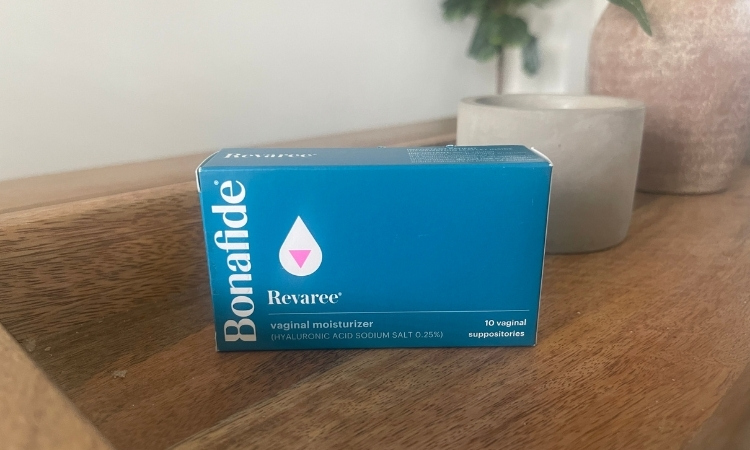 Revaree®
Bonafide®
Revaree®
vaginal moisturizer
(HYALURONIC ACID SODIUM SALT 0.25%)
10 vaginal
suppositories